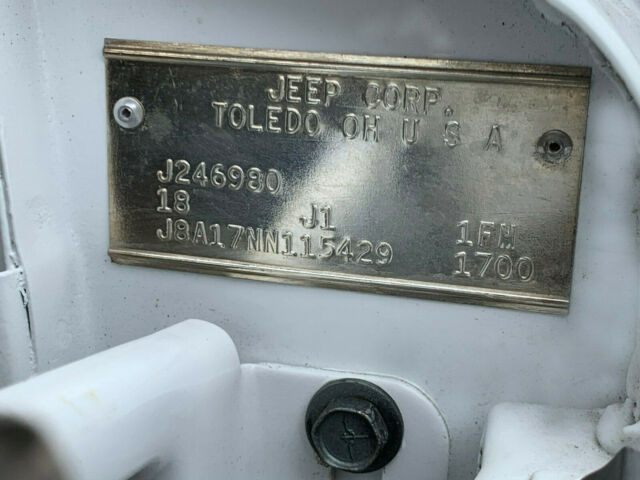 JEEP CORP.
TOLEDO OH U S A
J246980
18 J1 1FM
J8A17NN115429 1700